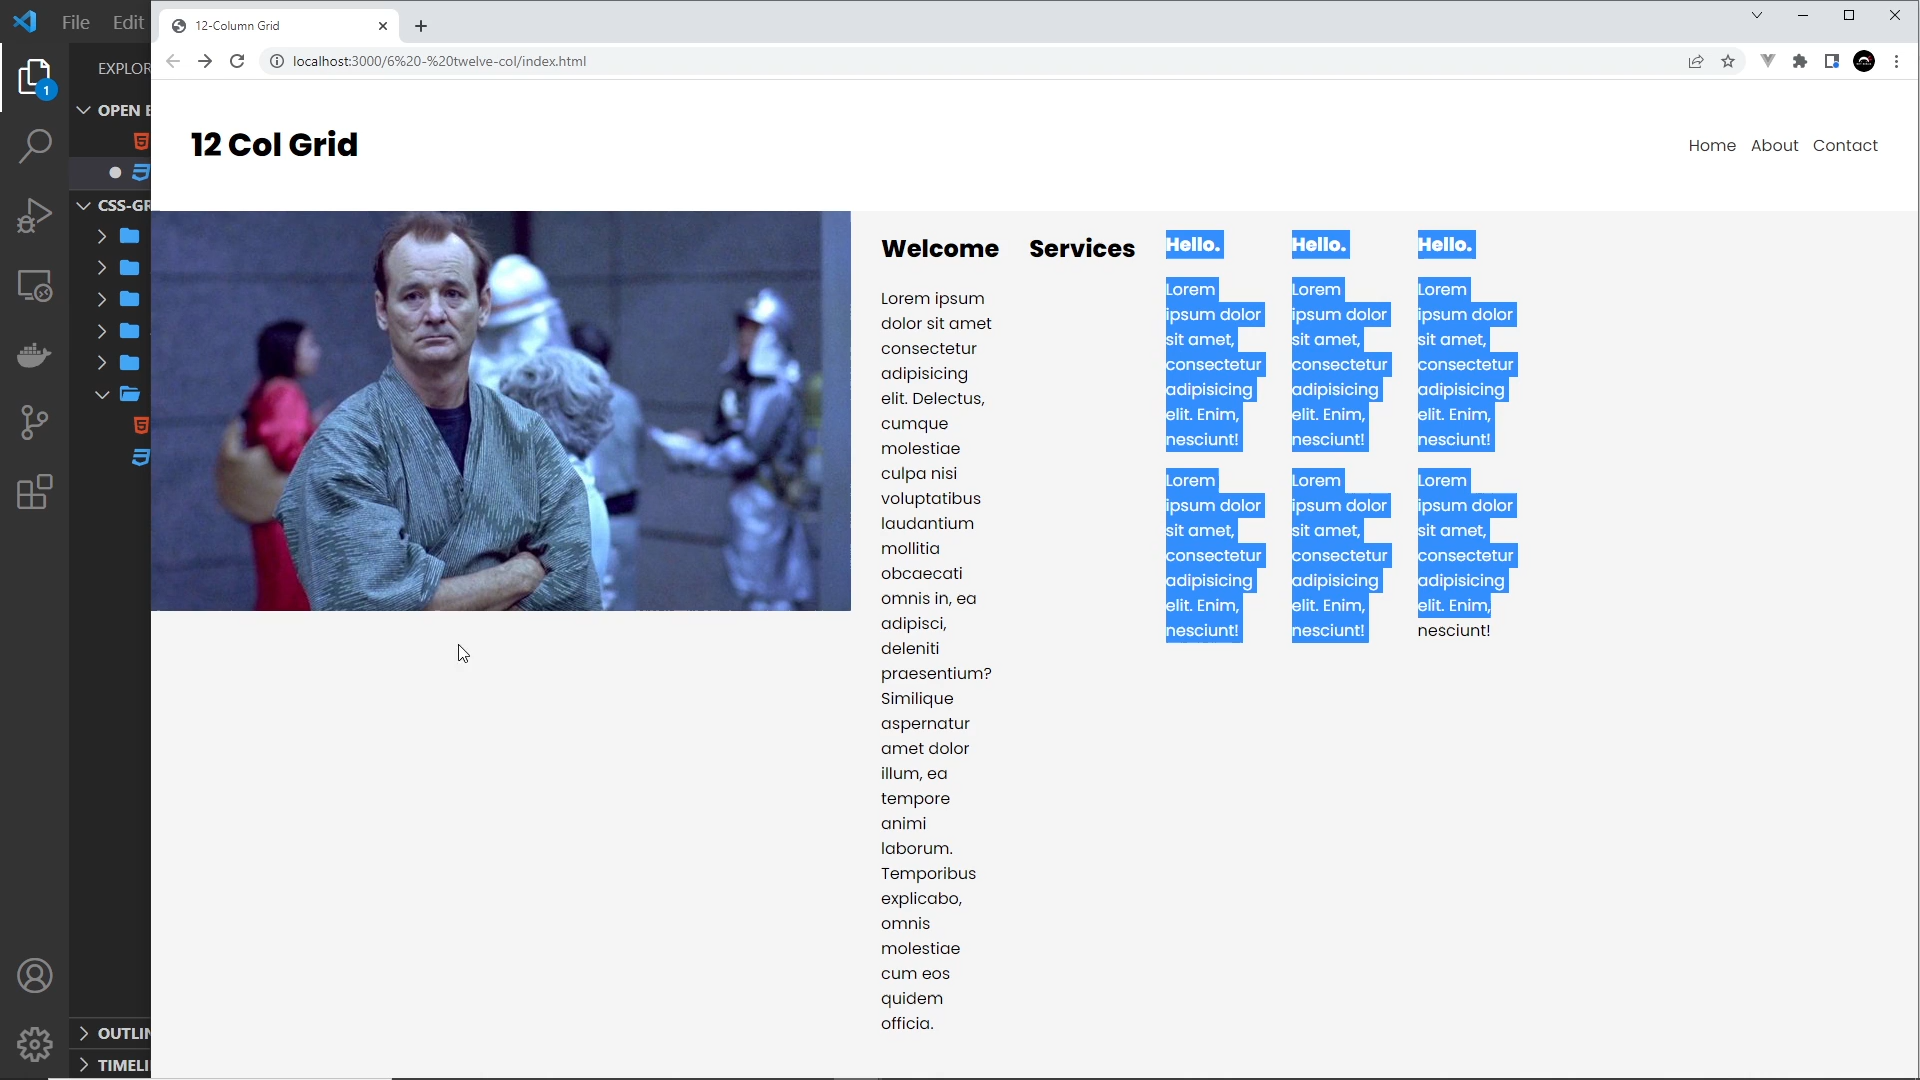 File Edit
12-Column Grid
localhost:3000/6%20-%20twelve-col/index.html
1
EXPLOR
OPEN E
CSS-GR
OUTLIN
TIMELI
12 Col Grid
Home About Contact
Welcome
Lorem ipsum
dolor sit amet
consectetur
adipisicing
elit. Delectus,
cumque
molestiae
culpa nisi
voluptatibus
laudantium
mollitia
obcaecati
omnis in, ea
adipisci,
deleniti
praesentium?
Similique
aspernatur
amet dolor
illum, ea
tempore
animi
laborum.
Temporibus
explicabo,
omnis
molestiae
cum eos
quidem
officia.
Services
Hello.
Lorem
ipsum dolor
sit amet,
consectetur
adipisicing
elit. Enim,
nesciunt!
Lorem
ipsum dolor
sit amet,
consectetur
adipisicing
elit. Enim,
nesciunt!
Hello.
Lorem
ipsum dolor
sit amet,
consectetur
adipisicing
elit. Enim,
nesciunt!
Lorem
ipsum dolor
sit amet,
consectetur
adipisicing
elit. Enim,
nesciunt!
Hello.
Lorem
ipsum dolor
sit amet,
consectetur
adipisicing
elit. Enim,
nesciunt!
Lorem
ipsum dolor
sit amet,
consectetur
adipisicing
elit. Enim,
nesciunt!